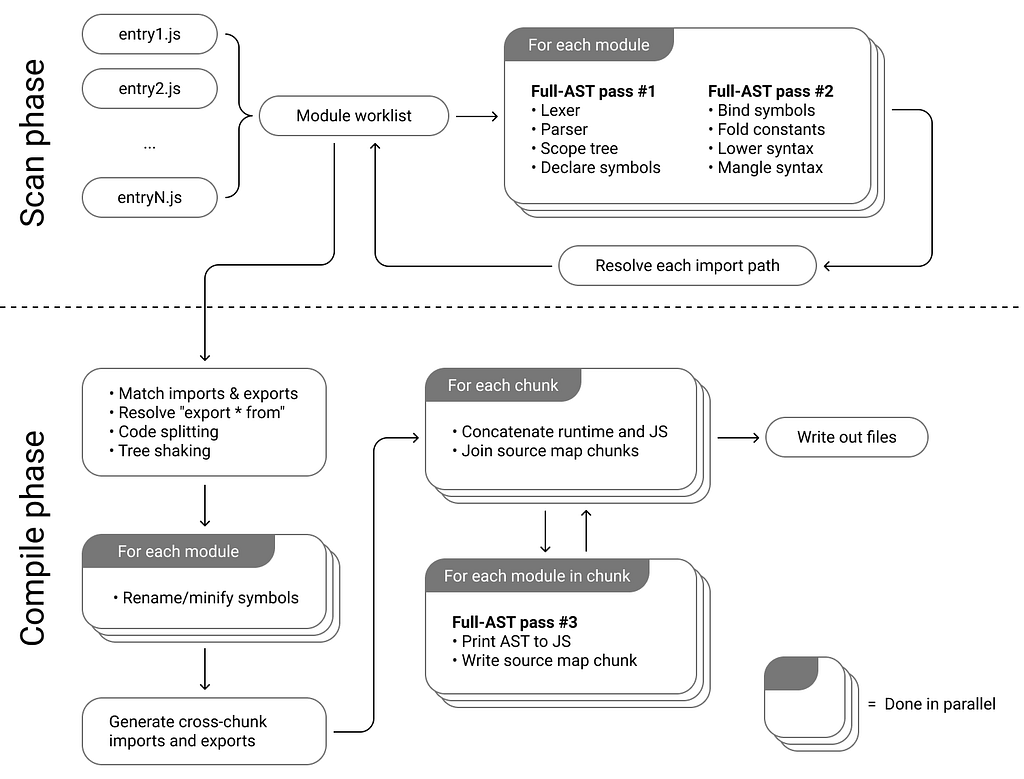 Scan phase
entry1.js
entry2.js
...
entryN.js
Module worklist
For each module
Full-AST pass #1
• Lexer
• Parser
• Scope tree
• Declare symbols
Full-AST pass #2
• Bind symbols
• Fold constants
• Lower syntax
• Mangle syntax
Resolve each import path
Compile phase
• Match imports & exports
• Resolve "export * from"
• Code splitting
• Tree shaking
For each module
• Rename/minify symbols
Generate cross-chunk
imports and exports
For each chunk
• Concatenate runtime and JS
• Join source map chunks
For each module in chunk
Full-AST pass #3
• Print AST to JS
• Write source map chunk
Write out files
= Done in parallel